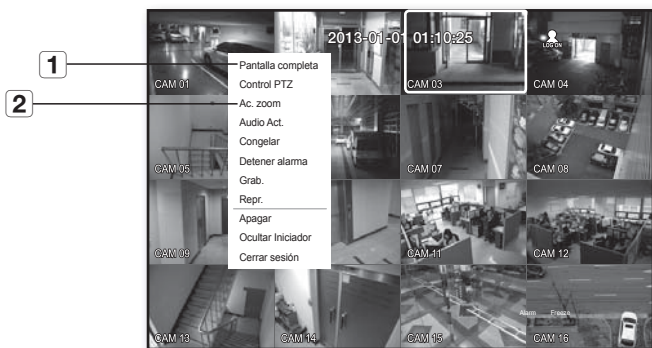 2013-01-01 01:10:25
LOG ON
CAM 01
CAM 03
CAM 04
1
2
Pantalla completa
Control PTZ
Ac. zoom
Audio Act.
Congelar
Detener alarma
Grab.
Repr.
Apagar
Ocultar Iniciador
Cerrar sesión
CAM 05
CAM 07
CAM 08
CAM 09
CAM 11
CAM 12
Alarm Freeze
CAM 13
CAM 14
CAM 15
CAM 16